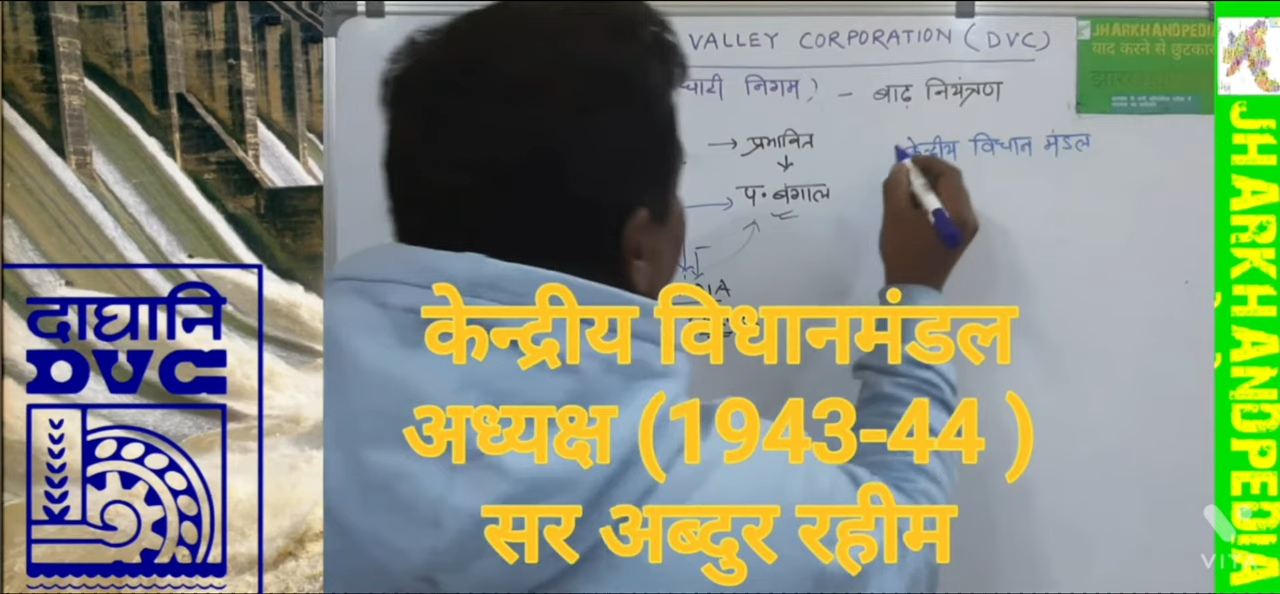 VALLEY CORPORATION (DVC)
JHARKHANDPEDIA
याद करने से छुटकारा
घाटी निगम) – बाढ़ नियंत्रण
→ प्रभावित
केन्द्रीय विधान मंडल
प. बंगाल
दाघानि
DVC
केन्द्रीय विधानमंडल
अध्यक्ष (1943-44 )
सर अब्दुर रहीम
JHARKHANDPEDIA
VITA